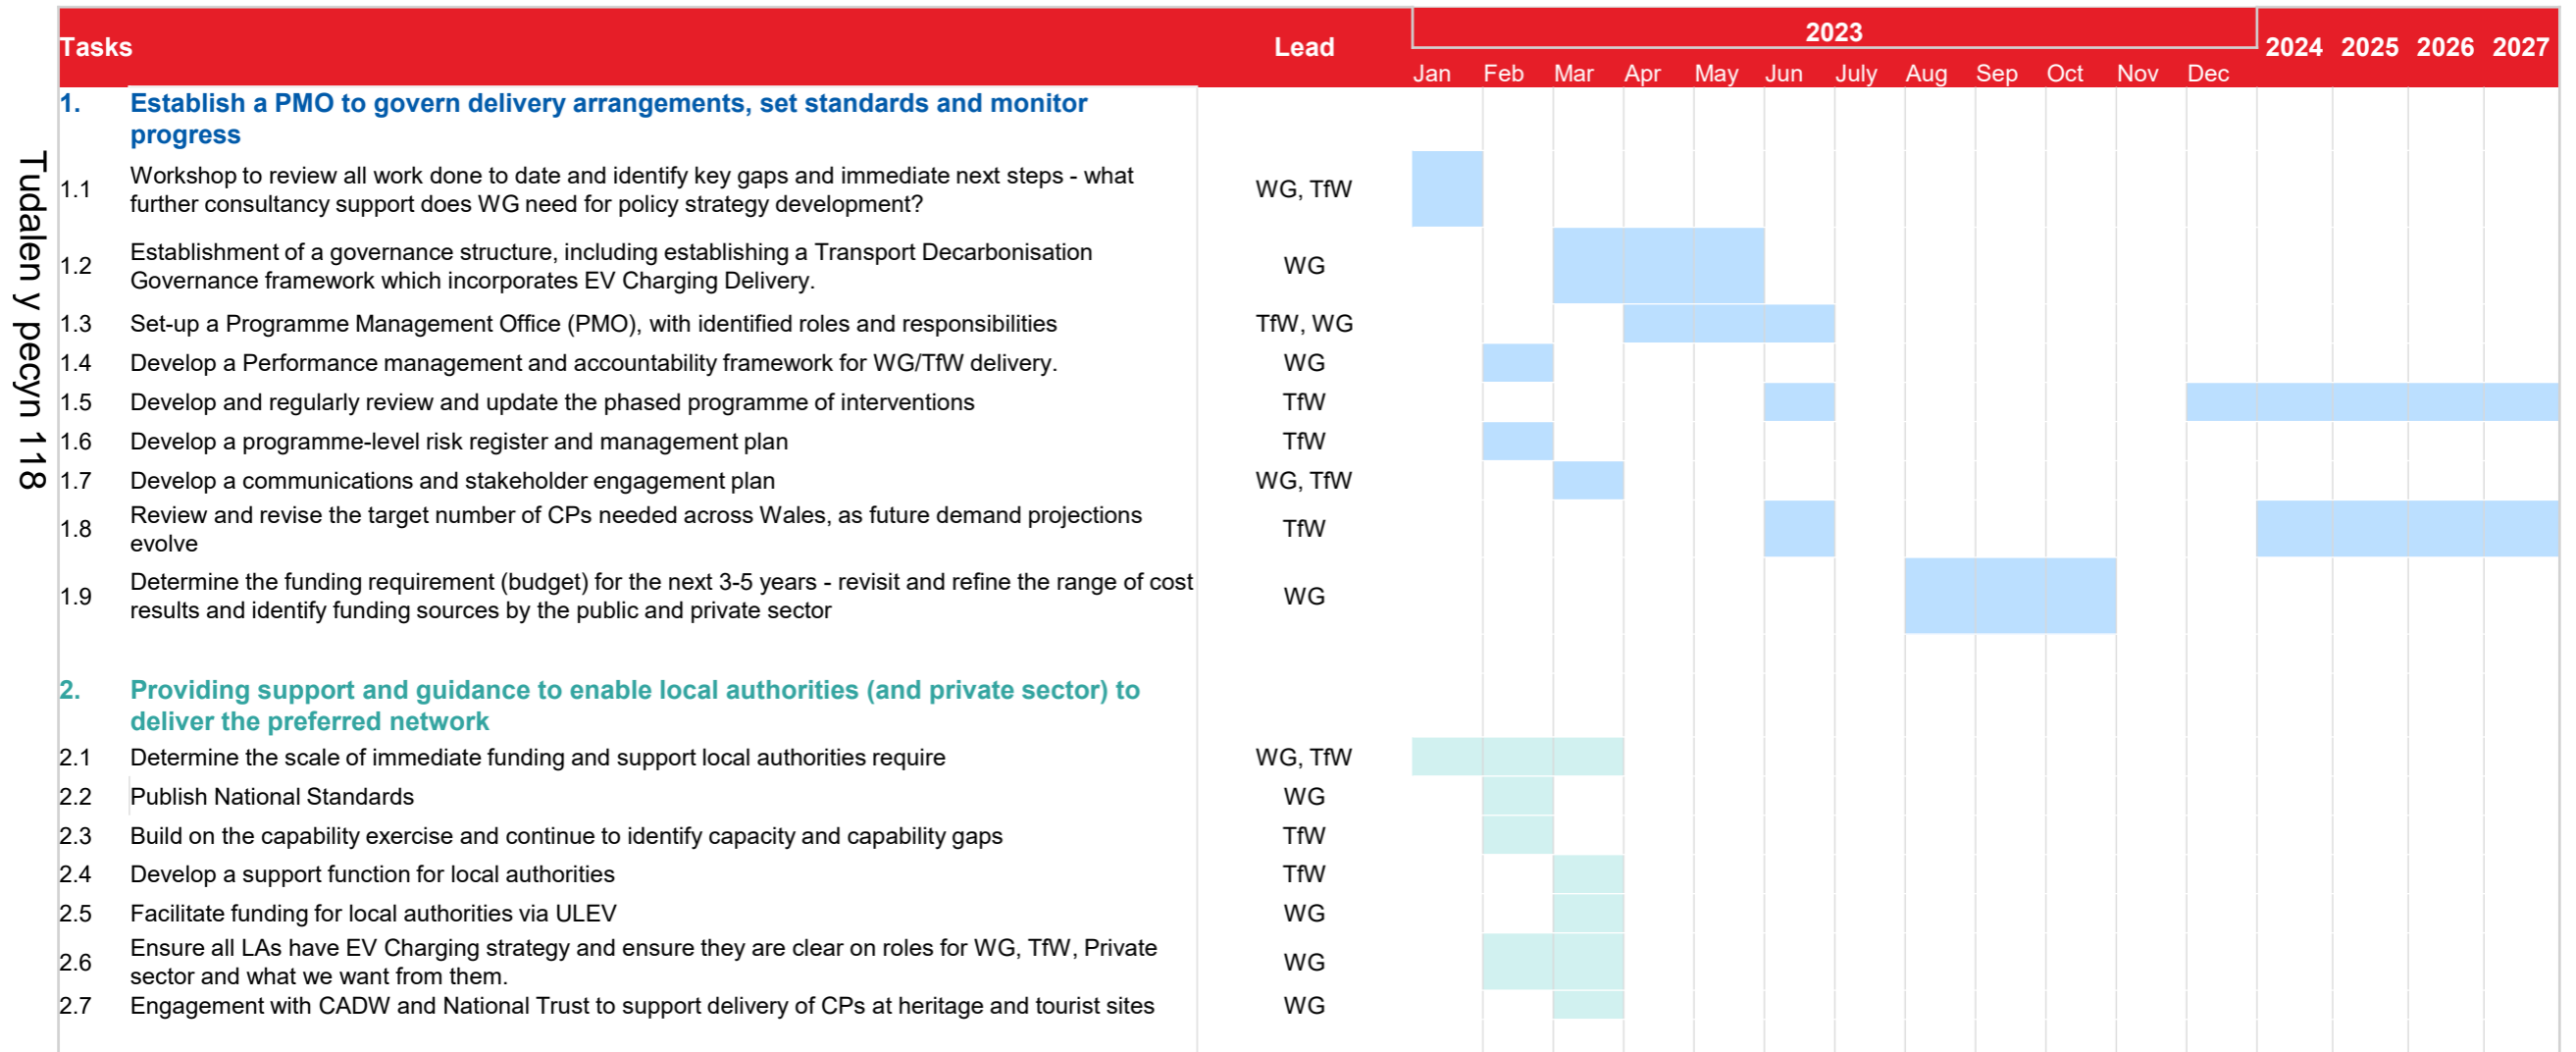 Tasks Lead 2023 2024 2025 2026 2027
Jan Feb Mar Apr May Jun July Aug Sep Oct Nov Dec
1. Establish a PMO to govern delivery arrangements, set standards and monitor
progress
1.1 Workshop to review all work done to date and identify key gaps and immediate next steps - what
further consultancy support does WG need for policy strategy development?
WG, TfW
1.2 Establishment of a governance structure, including establishing a Transport Decarbonisation
Governance framework which incorporates EV Charging Delivery.
WG
1.3 Set-up a Programme Management Office (PMO), with identified roles and responsibilities TfW, WG
1.4 Develop a Performance management and accountability framework for WG/TfW delivery. WG
1.5 Develop and regularly review and update the phased programme of interventions TfW
1.6 Develop a programme-level risk register and management plan TfW
1.7 Develop a communications and stakeholder engagement plan WG, TfW
1.8 Review and revise the target number of CPs needed across Wales, as future demand projections
evolve
TfW
1.9 Determine the funding requirement (budget) for the next 3-5 years - revisit and refine the range of cost
results and identify funding sources by the public and private sector
WG
2. Providing support and guidance to enable local authorities (and private sector) to
deliver the preferred network
2.1 Determine the scale of immediate funding and support local authorities require WG, TfW
2.2 Publish National Standards WG
2.3 Build on the capability exercise and continue to identify capacity and capability gaps TfW
2.4 Develop a support function for local authorities TfW
2.5 Facilitate funding for local authorities via ULEV WG
2.6 Ensure all LAs have EV Charging strategy and ensure they are clear on roles for WG, TfW, Private
sector and what we want from them.
WG
2.7 Engagement with CADW and National Trust to support delivery of CPs at heritage and tourist sites WG
Tudalen y pecyn 118